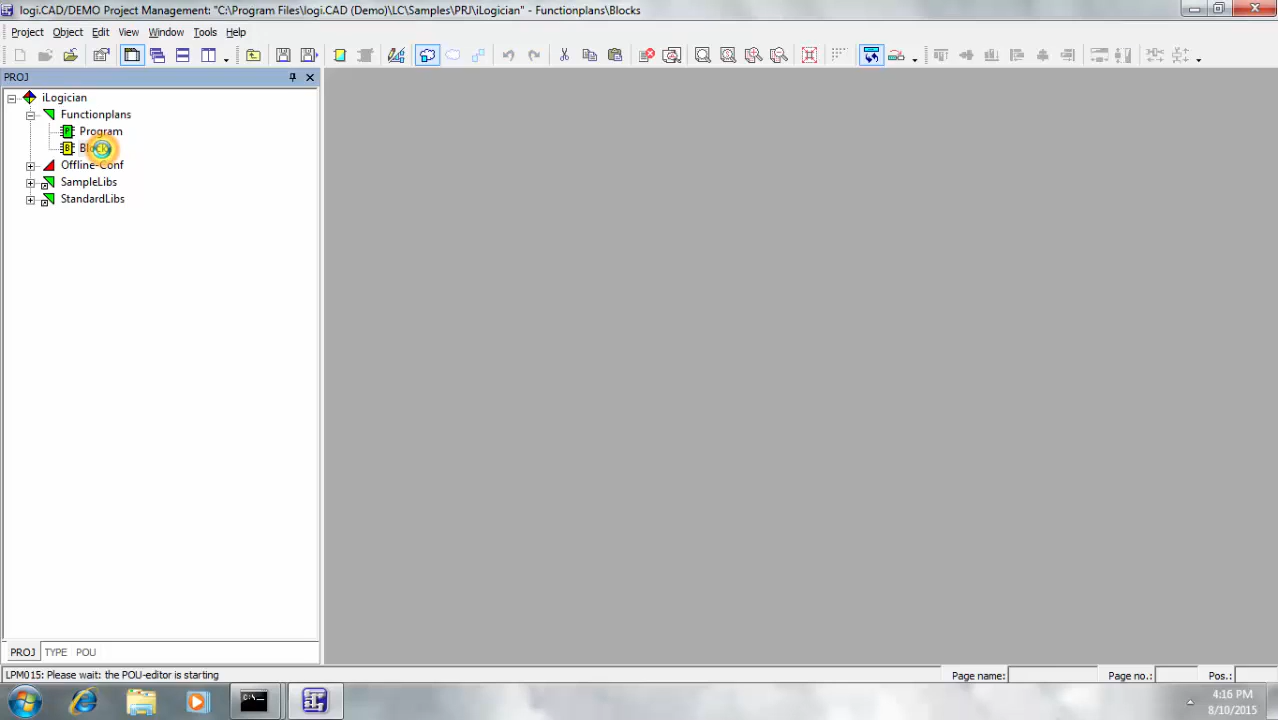 logi.CAD/DEMO Project Management: "C:\Program Files\logi.CAD (Demo)\LC\Samples\PRJ\iLogician" - Functionplans\Blocks
Project Object Edit View Window Tools Help
PROJ
iLogician
Functionplans
Program
Offline-Conf
SampleLibs
StandardLibs
PROJ TYPE POU
LPM015: Please wait: the POU-editor is starting
Page name: Page no.: Pos.:
4:16 PM
8/10/2015